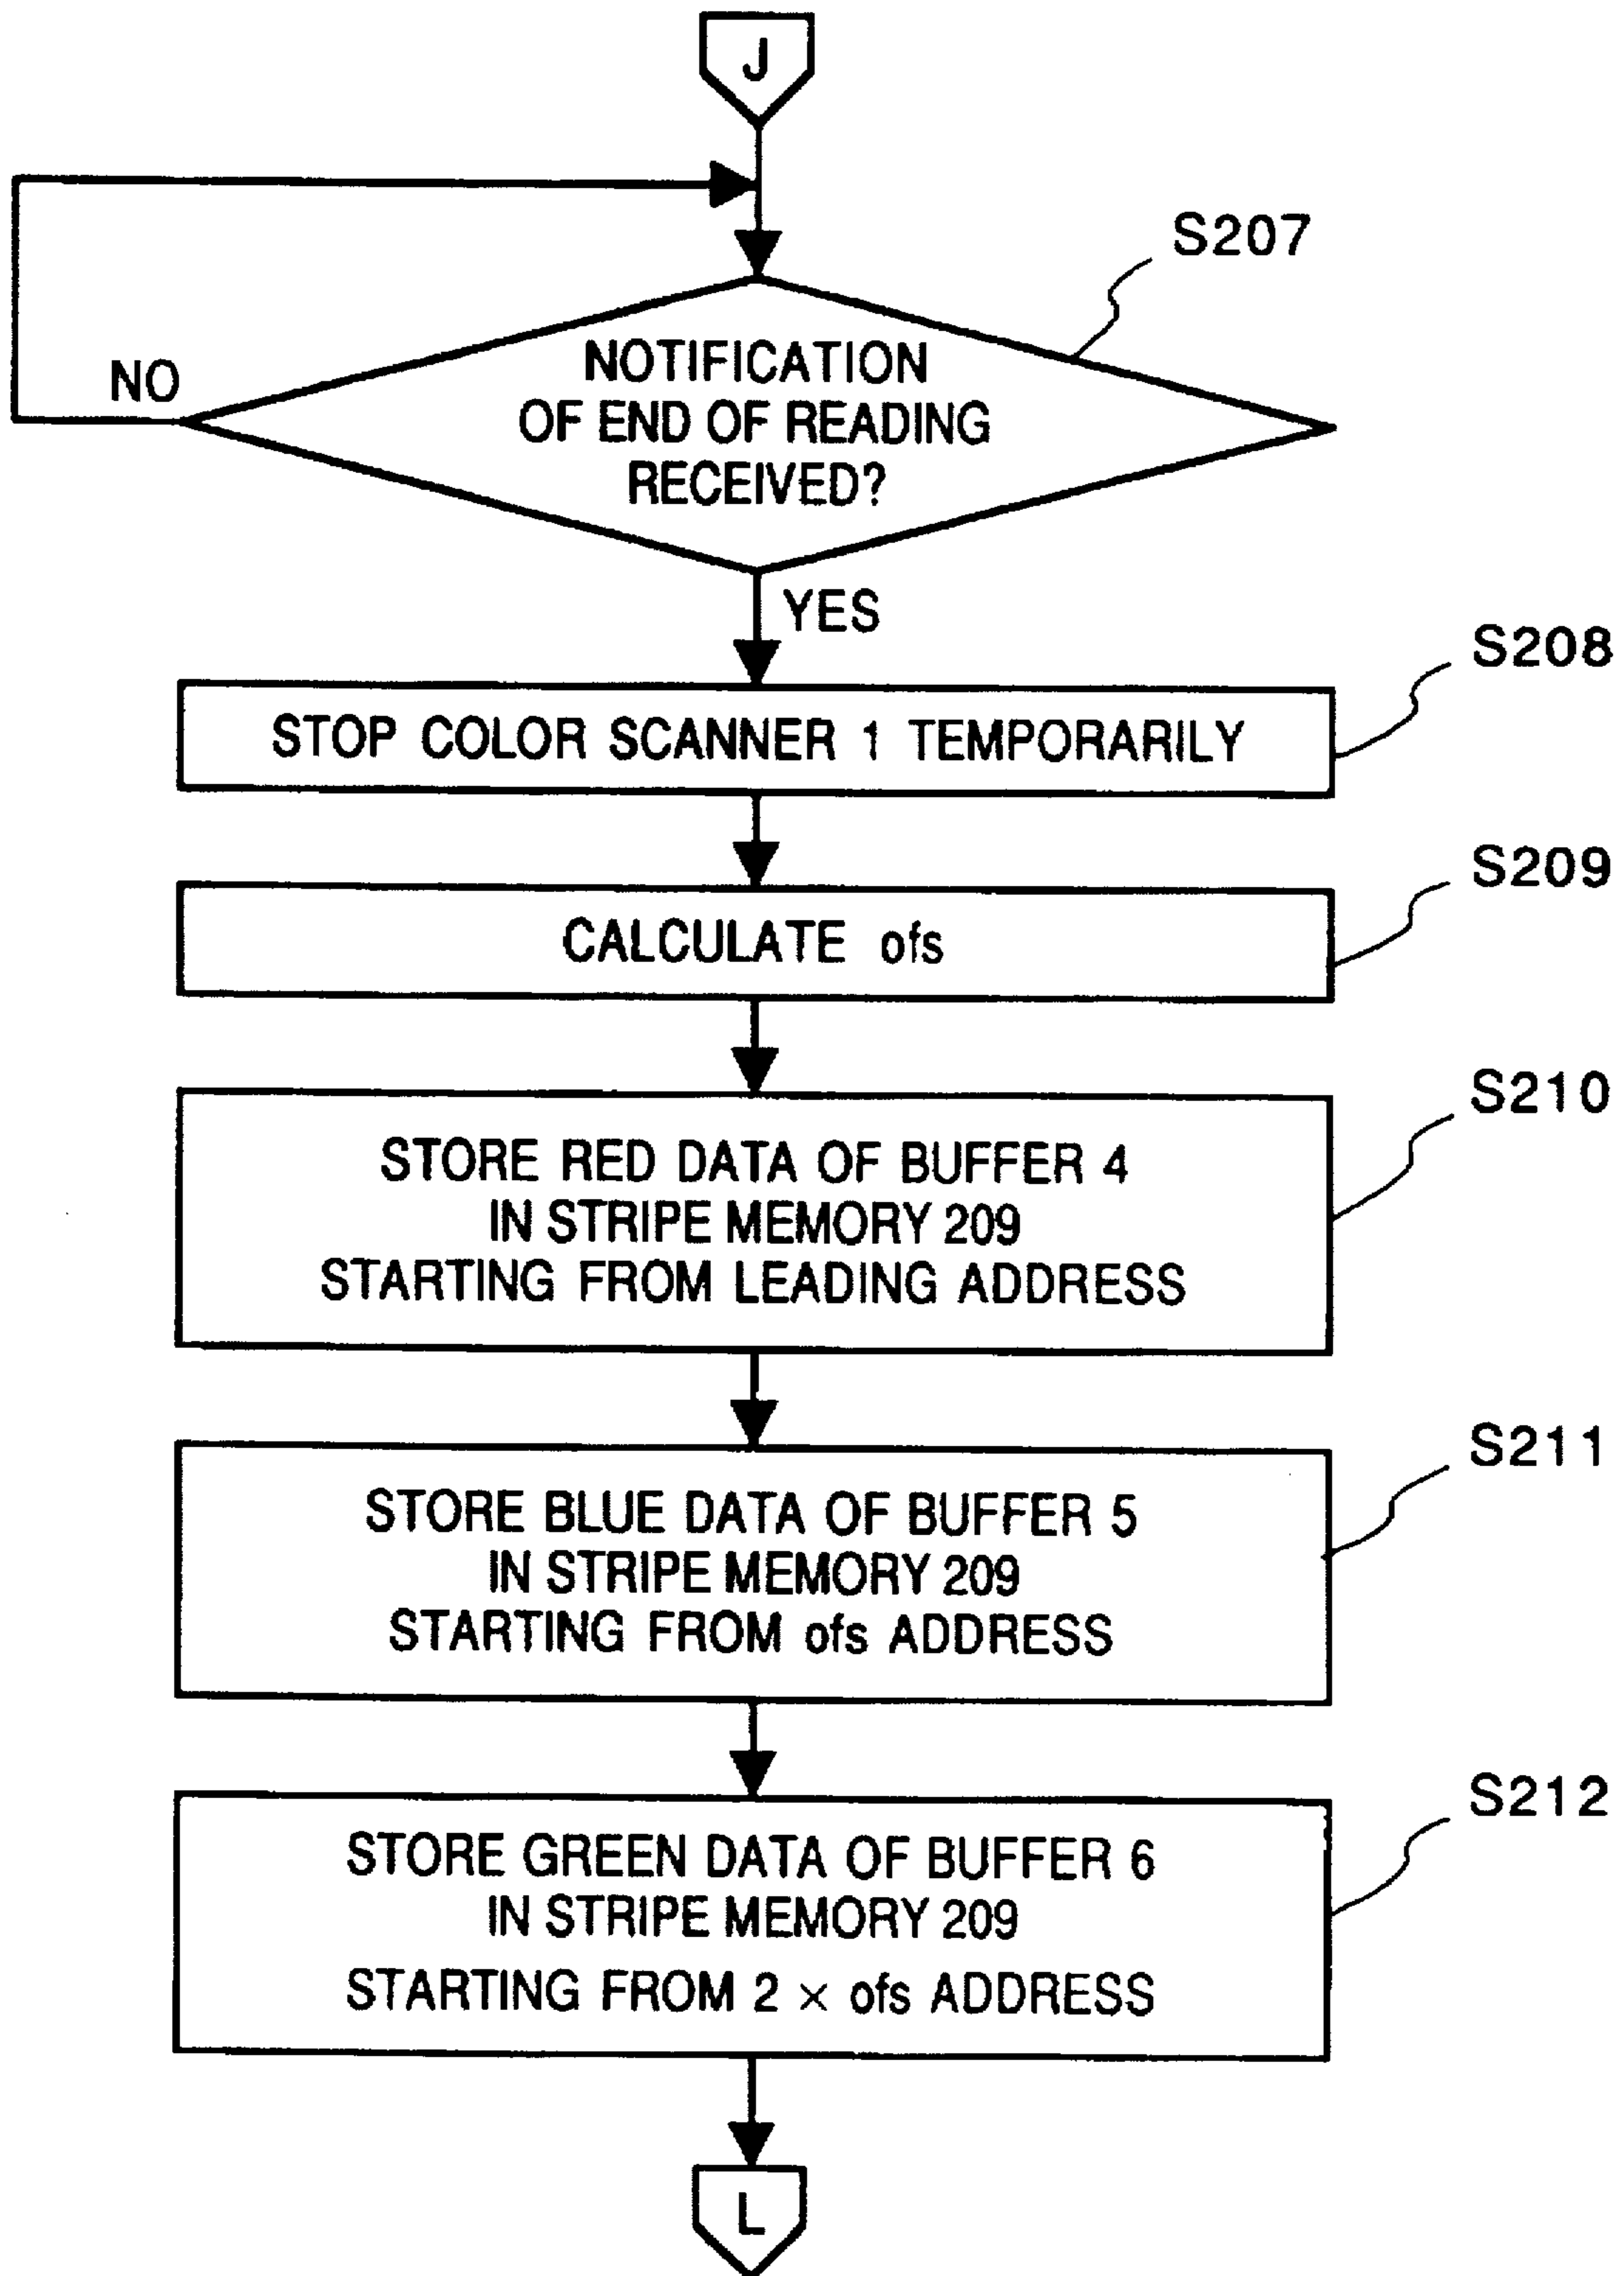 J
S207
NOTIFICATION
OF END OF READING
RECEIVED?
NO
YES
S208
STOP COLOR SCANNER 1 TEMPORARILY
S209
CALCULATE ofs
S210
STORE RED DATA OF BUFFER 4
IN STRIPE MEMORY 209
STARTING FROM LEADING ADDRESS
S211
STORE BLUE DATA OF BUFFER 5
IN STRIPE MEMORY 209
STARTING FROM ofs ADDRESS
S212
STORE GREEN DATA OF BUFFER 6
IN STRIPE MEMORY 209
STARTING FROM 2 × ofs ADDRESS
L